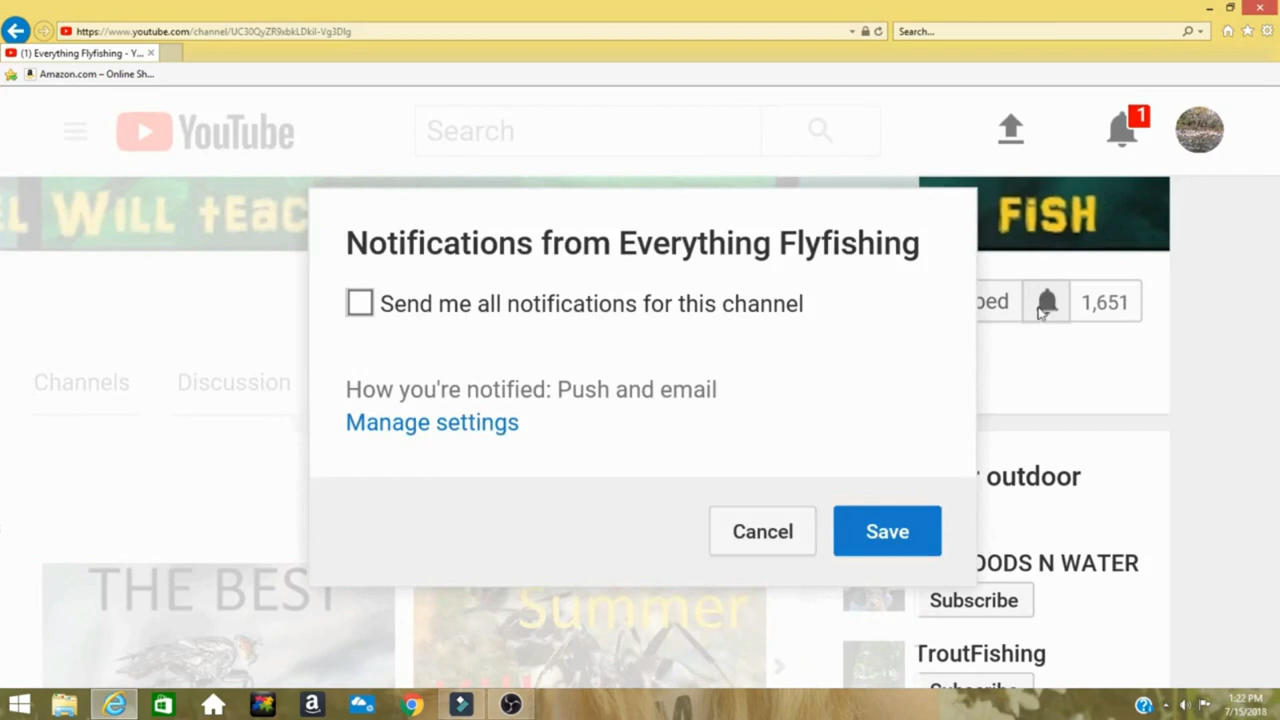 https://www.youtube.com/channel/UC30QyZR9xbkLDkil-Vg3Dlg
Search...
(1) Everything Flyfishing - Y...
Amazon.com – Online Sh...
YouTube
Search
1
L WiLL tEAC
FiSH
Notifications from Everything Flyfishing
Send me all notifications for this channel
bed
1,651
Channels
Discussion
How you're notified: Push and email
Manage settings
outdoor
Cancel
Save
OODS N WATER
Subscribe
THE BEST
Summer
TroutFishing
Subscribe
1:22 PM
7/15/2018